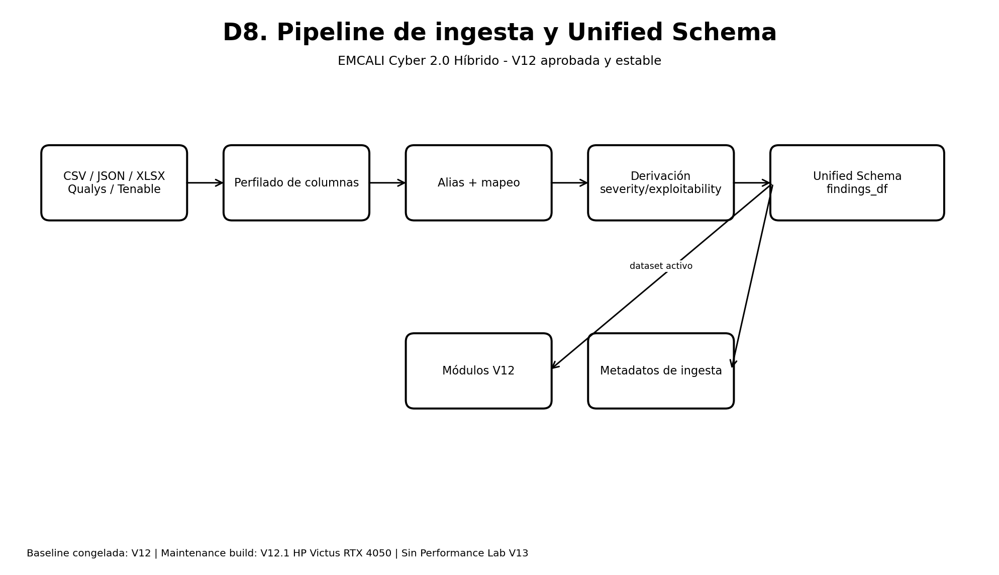 D8. Pipeline de ingesta y Unified Schema
EMCALI Cyber 2.0 Híbrido - V12 aprobada y estable
CSV / JSON / XLSX
Qualys / Tenable
Perfilado de columnas
Alias + mapeo
Derivación
severity/exploitability
Unified Schema
findings_df
dataset activo
Módulos V12
Metadatos de ingesta
Baseline congelada: V12 | Maintenance build: V12.1 HP Victus RTX 4050 | Sin Performance Lab V13